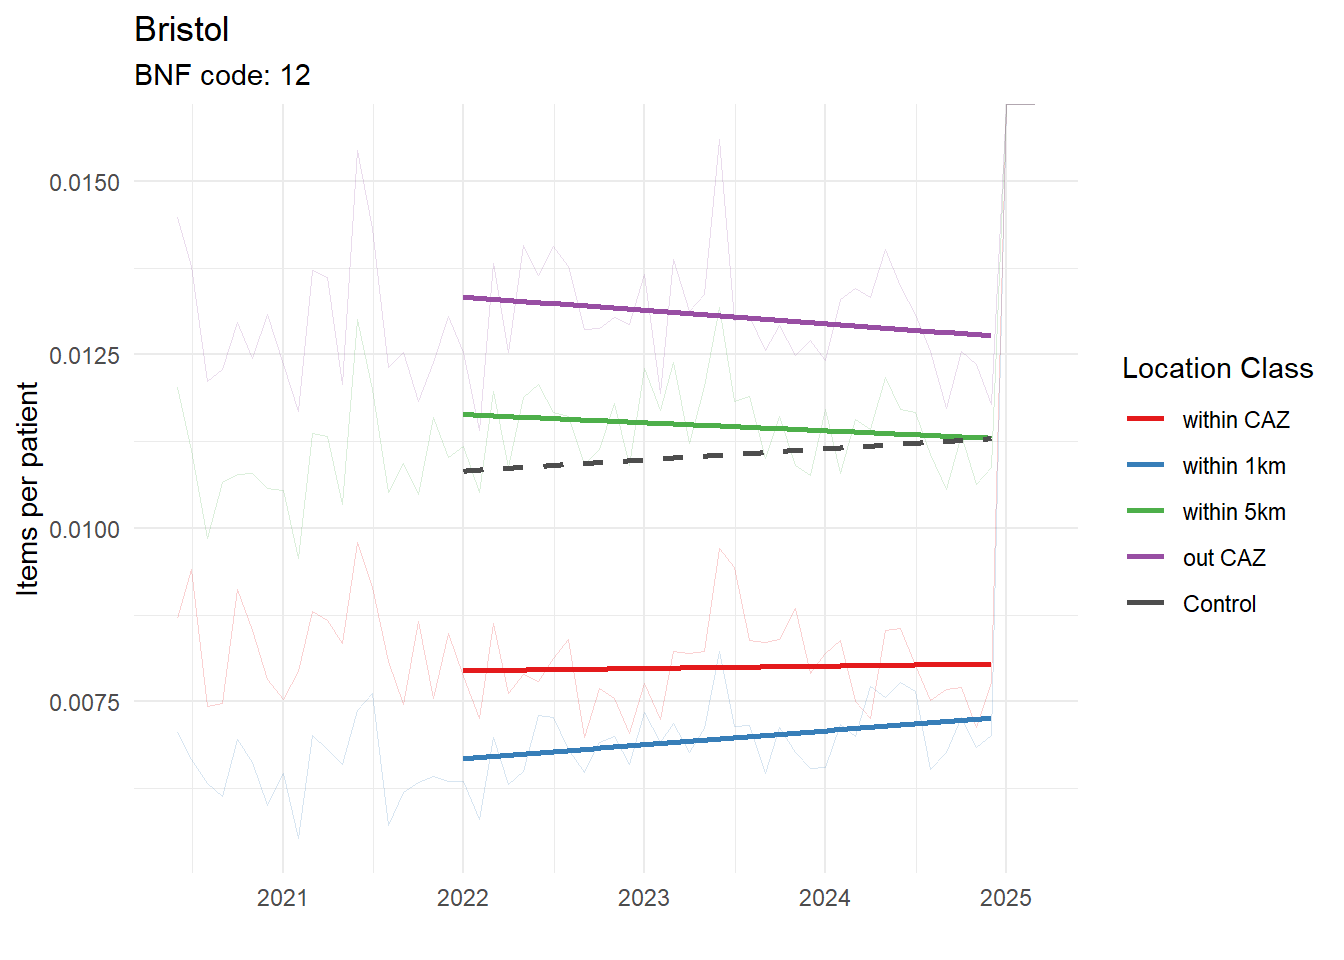 Bristol
BNF code: 12
Items per patient
0.0150
0.0125
0.0100
0.0075
2021
2022
2023
2024
2025
Location Class
within CAZ
within 1km
within 5km
out CAZ
Control